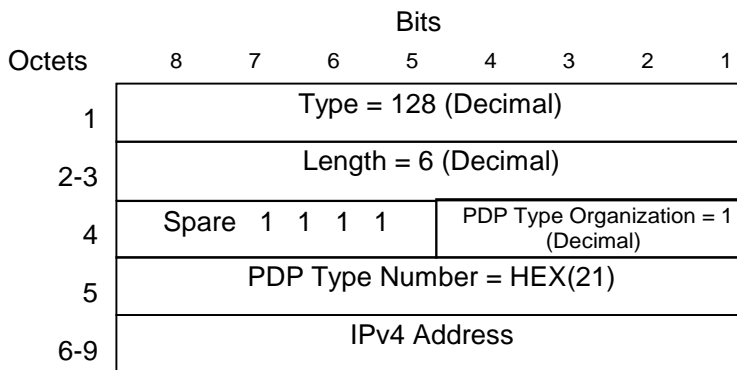 Bits
Octets 8 7 6 5 4 3 2 1
1 Type = 128 (Decimal)
2-3 Length = 6 (Decimal)
4 Spare 1 1 1 1 PDP Type Organization = 1
(Decimal)
5 PDP Type Number = HEX(21)
6-9 IPv4 Address